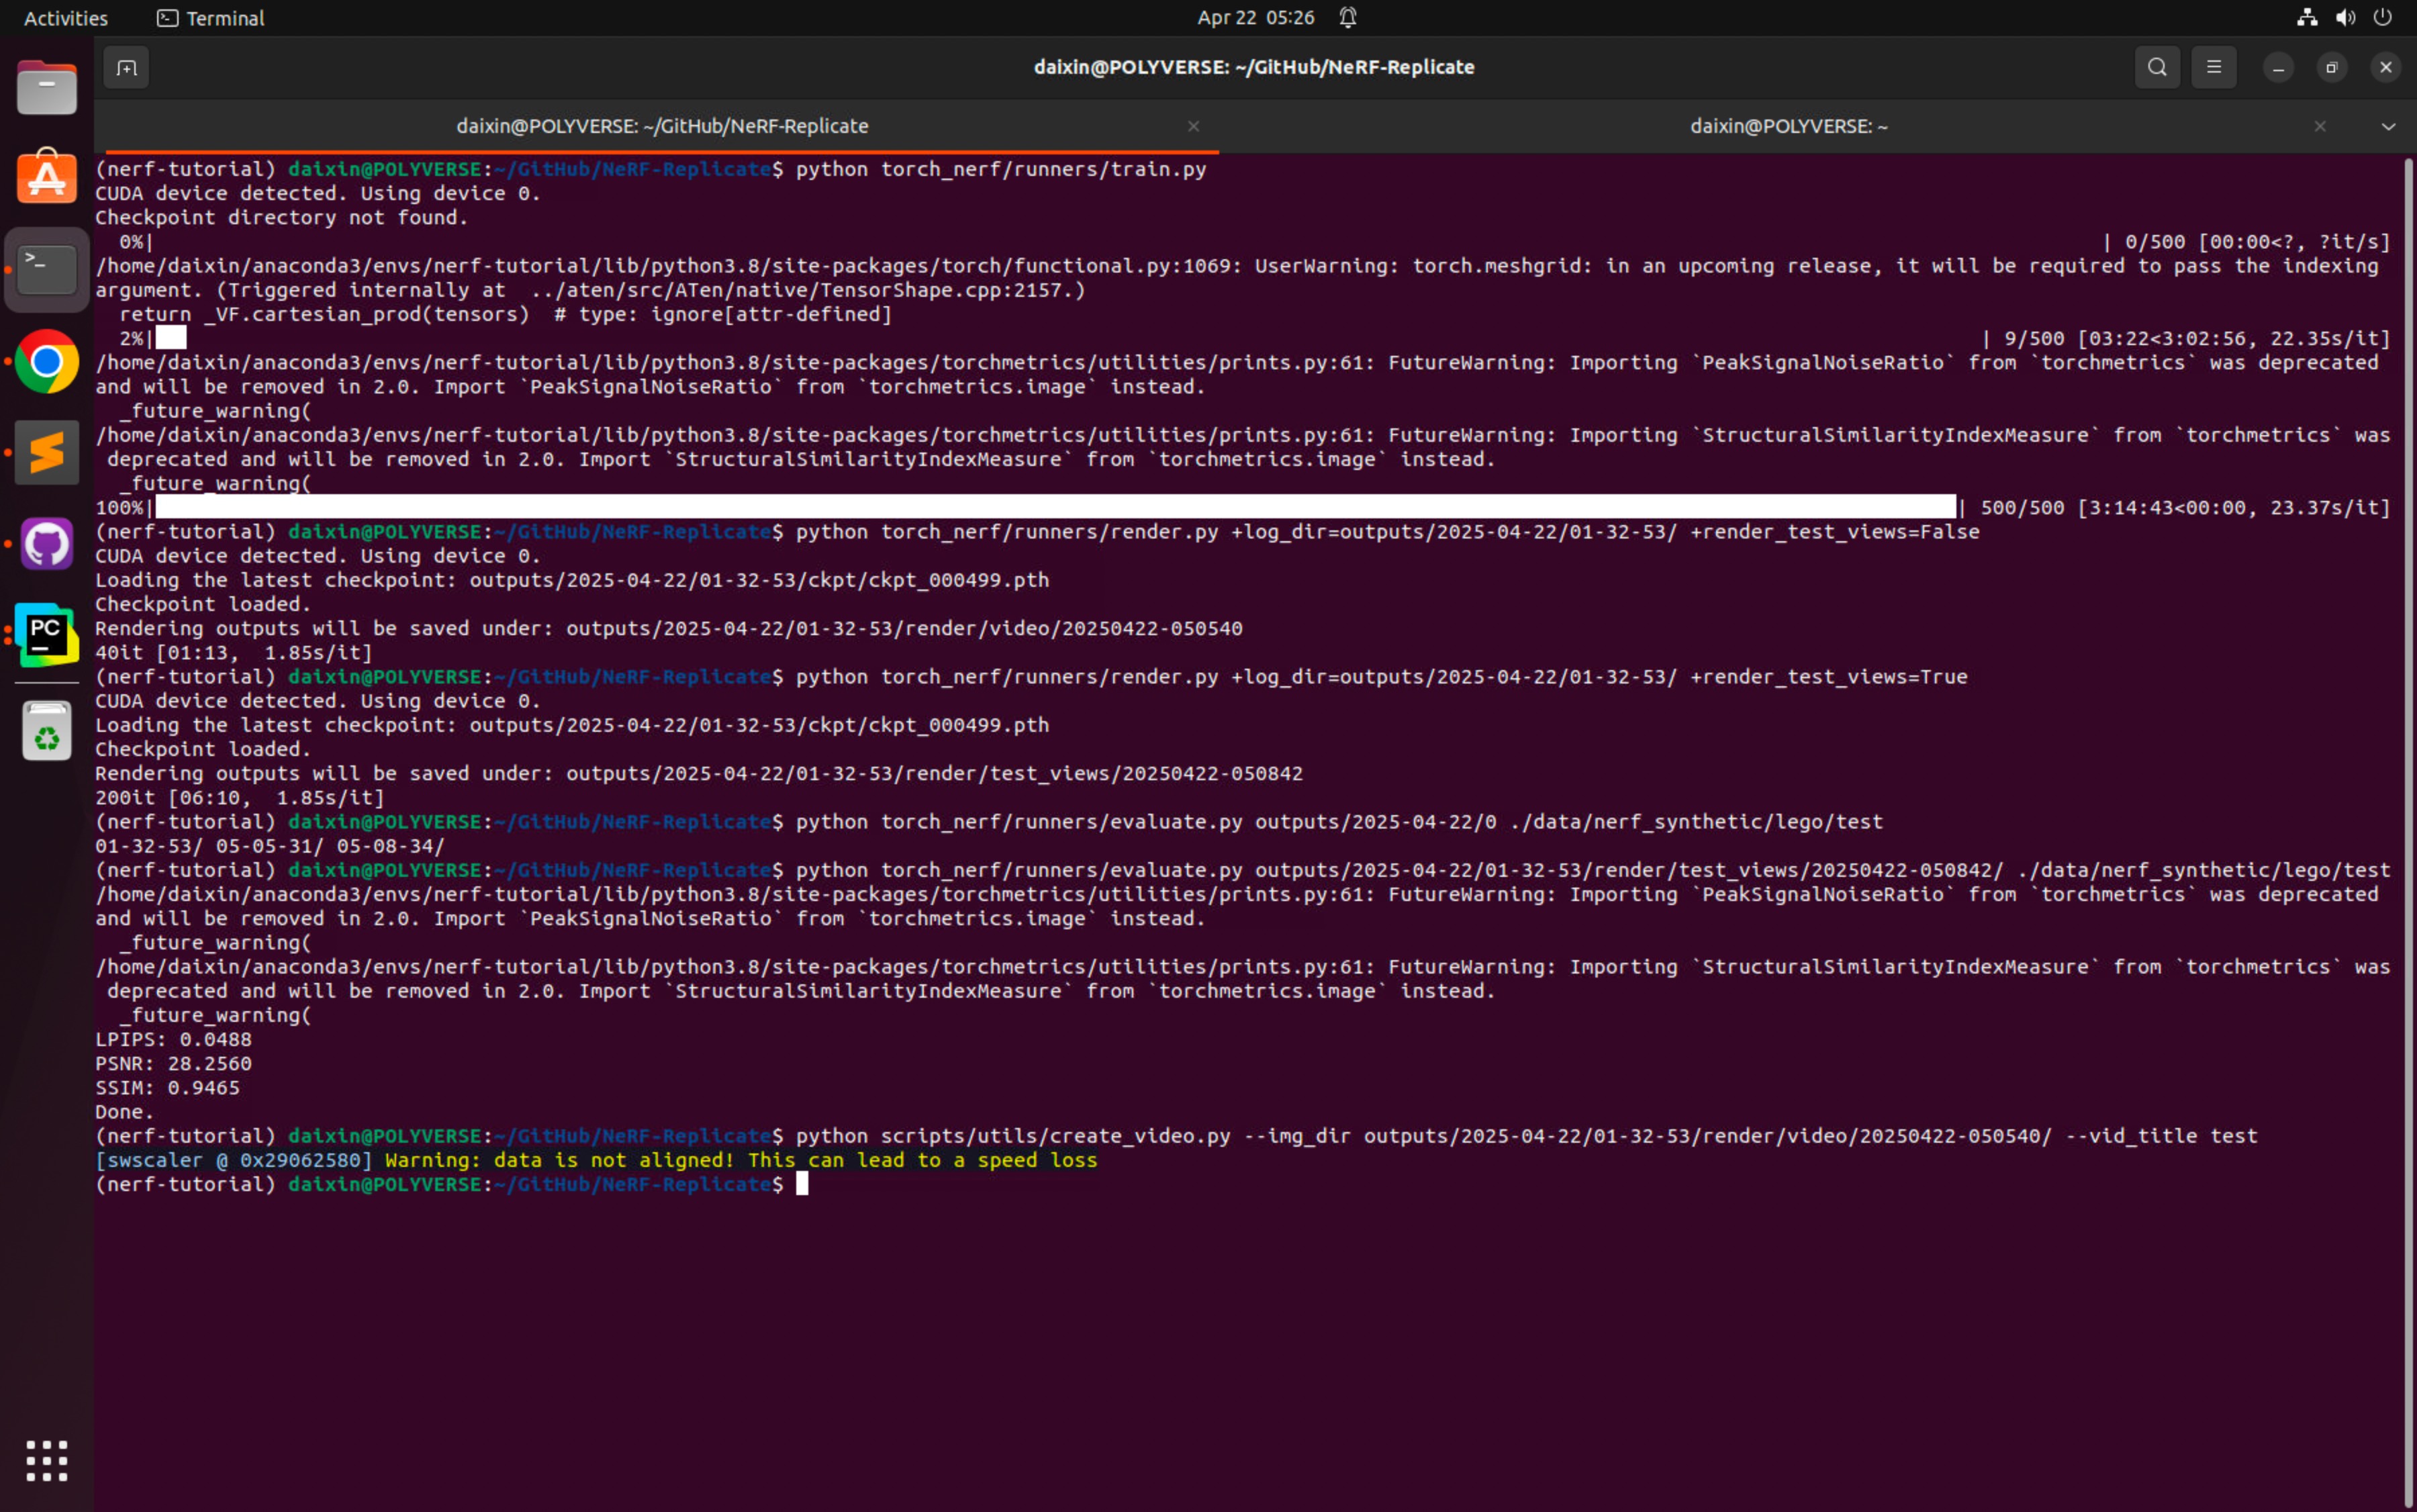 Activities
Terminal
Apr 22 05:26
daixin@POLYVERSE: ~/GitHub/NeRF-Replicate
daixin@POLYVERSE: ~/GitHub/NeRF-Replicate
daixin@POLYVERSE: ~
(nerf-tutorial) daixin@POLYVERSE:~/GitHub/NeRF-Replicate$ python torch_nerf/runners/train.py
CUDA device detected. Using device 0.
Checkpoint directory not found.
0%| | 0/500 [00:00<?, ?it/s]
/home/daixin/anaconda3/envs/nerf-tutorial/lib/python3.8/site-packages/torch/functional.py:1069: UserWarning: torch.meshgrid: in an upcoming release, it will be required to pass the indexing
argument. (Triggered internally at ../aten/src/ATen/native/TensorShape.cpp:2157.)
return _VF.cartesian_prod(tensors) # type: ignore[attr-defined]
2%| | 9/500 [03:22<3:02:56, 22.35s/it]
/home/daixin/anaconda3/envs/nerf-tutorial/lib/python3.8/site-packages/torchmetrics/utilities/prints.py:61: FutureWarning: Importing `PeakSignalNoiseRatio` from `torchmetrics` was deprecated
and will be removed in 2.0. Import `PeakSignalNoiseRatio` from `torchmetrics.image` instead.
_future_warning(
/home/daixin/anaconda3/envs/nerf-tutorial/lib/python3.8/site-packages/torchmetrics/utilities/prints.py:61: FutureWarning: Importing `StructuralSimilarityIndexMeasure` from `torchmetrics` was
deprecated and will be removed in 2.0. Import `StructuralSimilarityIndexMeasure` from `torchmetrics.image` instead.
_future_warning(
100%| | 500/500 [3:14:43<00:00, 23.37s/it]
(nerf-tutorial) daixin@POLYVERSE:~/GitHub/NeRF-Replicate$ python torch_nerf/runners/render.py +log_dir=outputs/2025-04-22/01-32-53/ +render_test_views=False
CUDA device detected. Using device 0.
Loading the latest checkpoint: outputs/2025-04-22/01-32-53/ckpt/ckpt_000499.pth
Checkpoint loaded.
Rendering outputs will be saved under: outputs/2025-04-22/01-32-53/render/video/20250422-050540
40it [01:13, 1.85s/it]
(nerf-tutorial) daixin@POLYVERSE:~/GitHub/NeRF-Replicate$ python torch_nerf/runners/render.py +log_dir=outputs/2025-04-22/01-32-53/ +render_test_views=True
CUDA device detected. Using device 0.
Loading the latest checkpoint: outputs/2025-04-22/01-32-53/ckpt/ckpt_000499.pth
Checkpoint loaded.
Rendering outputs will be saved under: outputs/2025-04-22/01-32-53/render/test_views/20250422-050842
200it [06:10, 1.85s/it]
(nerf-tutorial) daixin@POLYVERSE:~/GitHub/NeRF-Replicate$ python torch_nerf/runners/evaluate.py outputs/2025-04-22/0 ./data/nerf_synthetic/lego/test
01-32-53/ 05-05-31/ 05-08-34/
(nerf-tutorial) daixin@POLYVERSE:~/GitHub/NeRF-Replicate$ python torch_nerf/runners/evaluate.py outputs/2025-04-22/01-32-53/render/test_views/20250422-050842/ ./data/nerf_synthetic/lego/test
/home/daixin/anaconda3/envs/nerf-tutorial/lib/python3.8/site-packages/torchmetrics/utilities/prints.py:61: FutureWarning: Importing `PeakSignalNoiseRatio` from `torchmetrics` was deprecated
and will be removed in 2.0. Import `PeakSignalNoiseRatio` from `torchmetrics.image` instead.
_future_warning(
/home/daixin/anaconda3/envs/nerf-tutorial/lib/python3.8/site-packages/torchmetrics/utilities/prints.py:61: FutureWarning: Importing `StructuralSimilarityIndexMeasure` from `torchmetrics` was
deprecated and will be removed in 2.0. Import `StructuralSimilarityIndexMeasure` from `torchmetrics.image` instead.
_future_warning(
LPIPS: 0.0488
PSNR: 28.2560
SSIM: 0.9465
Done.
(nerf-tutorial) daixin@POLYVERSE:~/GitHub/NeRF-Replicate$ python scripts/utils/create_video.py --img_dir outputs/2025-04-22/01-32-53/render/video/20250422-050540/ --vid_title test
[swscaler @ 0x29062580] Warning: data is not aligned! This can lead to a speed loss
(nerf-tutorial) daixin@POLYVERSE:~/GitHub/NeRF-Replicate$
PC